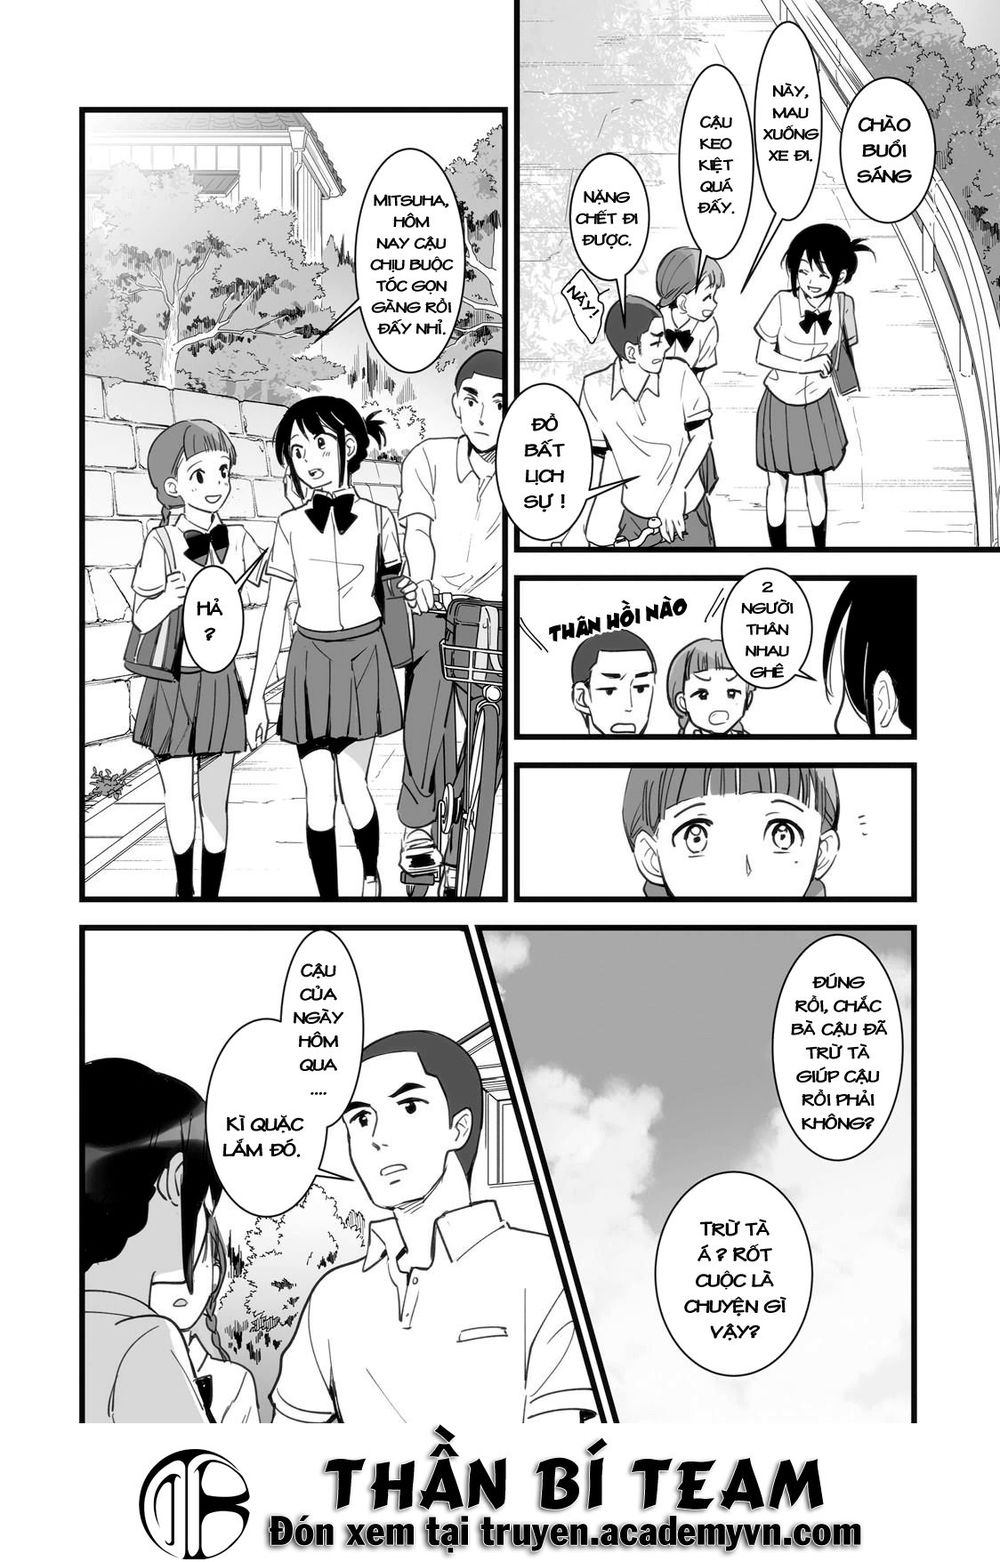 CHÀO
BUỔI
SÁNG
NÀY,
MAU
XUỐNG
XE ĐI.
CẬU
KEO
KIỆT
QUÁ
ĐẤY.
NẶNG
CHẾT ĐI
ĐƯỢC.
NÀY!
ĐỒ
BẤT
LỊCH
SỰ !
MITSUHA,
HÔM
NAY CẬU
CHỊU BUỘC
TÓC GỌN
GÀNG RỒI
ĐẤY NHỈ.
HẢ
?
2
NGƯỜI
THÂN
NHAU
GHÊ
THÂN HỒI NÀO
ĐÚNG
RỒI, CHẮC
BÀ CẬU ĐÃ
TRỪ TÀ
GIÚP CẬU
RỒI PHẢI
KHÔNG?
TRỪ TÀ
Á ? RỐT
CUỘC LÀ
CHUYỆN GÌ
VẬY?
CẬU
CỦA
NGÀY
HÔM
QUA
....
KÌ QUẶC
LẮM ĐÓ.
THẦN BÍ TEAM
Đón xem tại truyen.academyvn.com